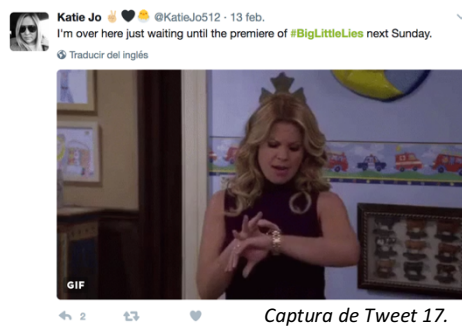 Katie Jo ✌🏻🖤🐥 @KatieJo512 · 13 feb.
I'm over here just waiting until the premiere of #BigLittleLies next Sunday.
Traducir del inglés
GIF
2
Captura de Tweet 17.